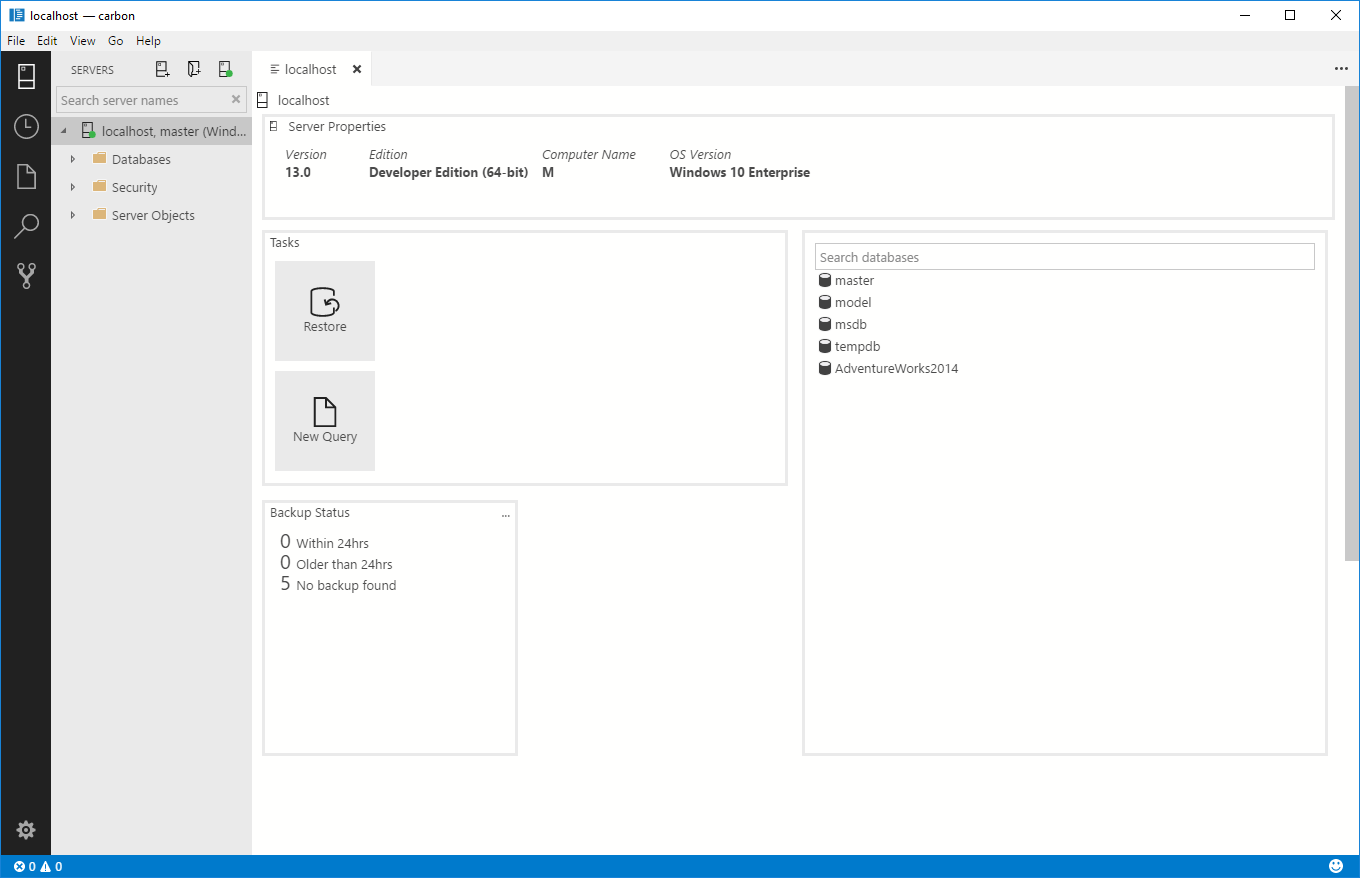 localhost — carbon
File Edit View Go Help
SERVERS
Search server names
localhost, master (Wind...
Databases
Security
Server Objects
localhost
localhost
Server Properties
Version Edition Computer Name OS Version
13.0 Developer Edition (64-bit) M Windows 10 Enterprise
Tasks
Restore
New Query
Search databases
master
model
msdb
tempdb
AdventureWorks2014
Backup Status ...
0 Within 24hrs
0 Older than 24hrs
5 No backup found
0 0